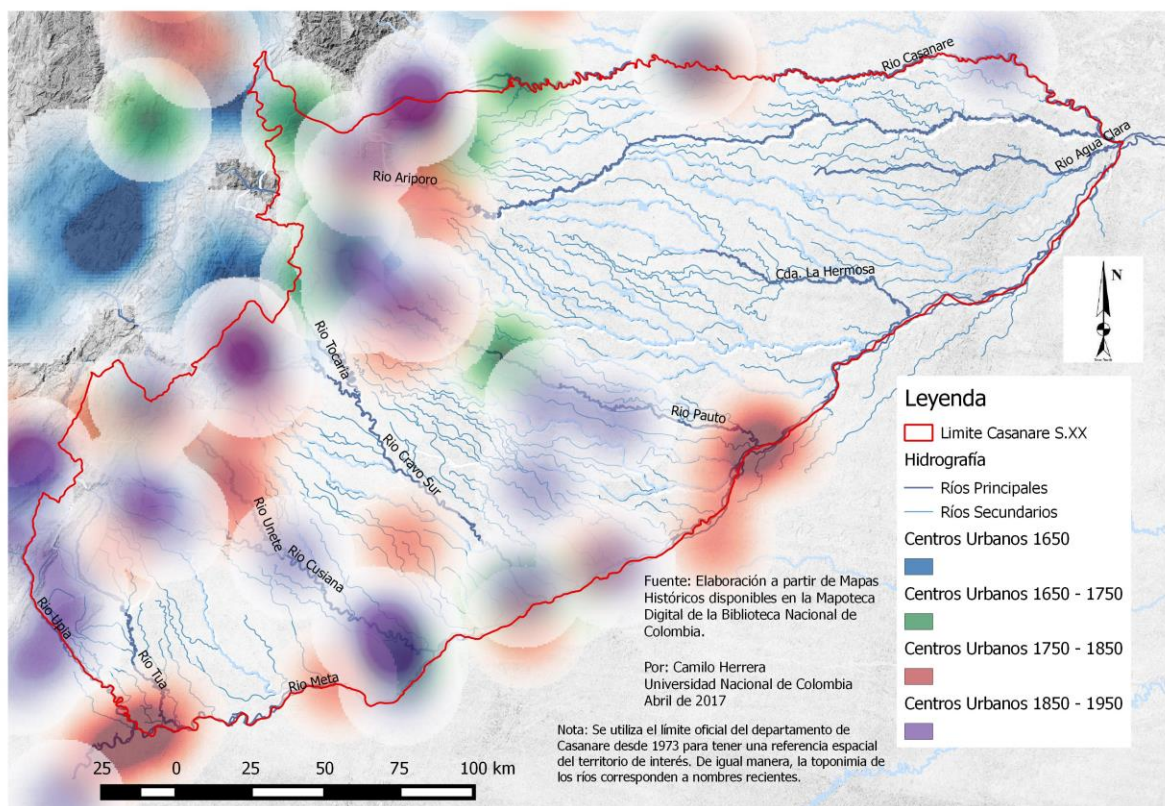 Rio Casanare
Rio Agua Clara
Rio Ariporo
Cda. La Hermosa
N
Rio Tocaria
Rio Pauto
Rio Cravo Sur
Rio Unete
Rio Cusiana
Rio Upia
Rio Tua
Rio Meta
Leyenda
Limite Casanare S.XX
Hidrografía
Ríos Principales
Ríos Secundarios
Centros Urbanos 1650
Centros Urbanos 1650 - 1750
Centros Urbanos 1750 - 1850
Centros Urbanos 1850 - 1950
Fuente: Elaboración a partir de Mapas
Históricos disponibles en la Mapoteca
Digital de la Biblioteca Nacional de
Colombia.
Por: Camilo Herrera
Universidad Nacional de Colombia
Abril de 2017
Nota: Se utiliza el límite oficial del departamento de
Casanare desde 1973 para tener una referencia espacial
del territorio de interés. De igual manera, la toponimia de
los ríos corresponden a nombres recientes.
25 0 25 50 75 100 km